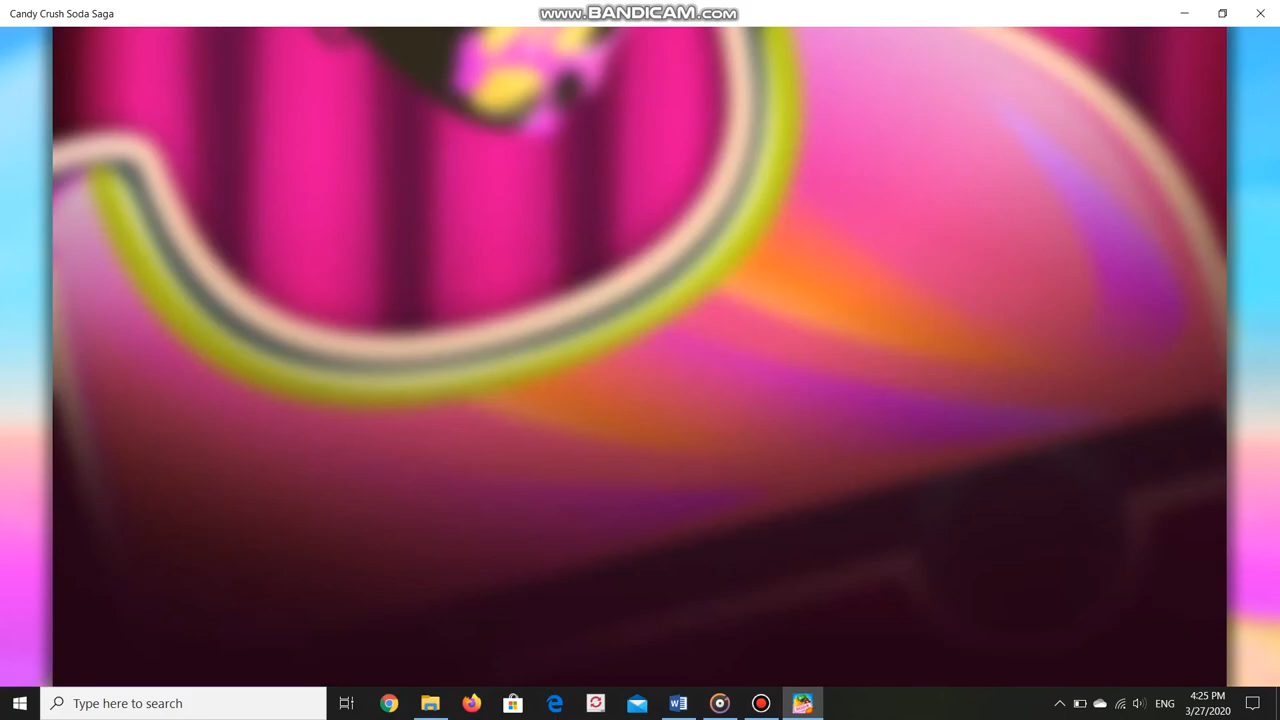 Candy Crush Soda Saga
www.BANDICAM.com
Type here to search
ENG
4:25 PM
3/27/2020